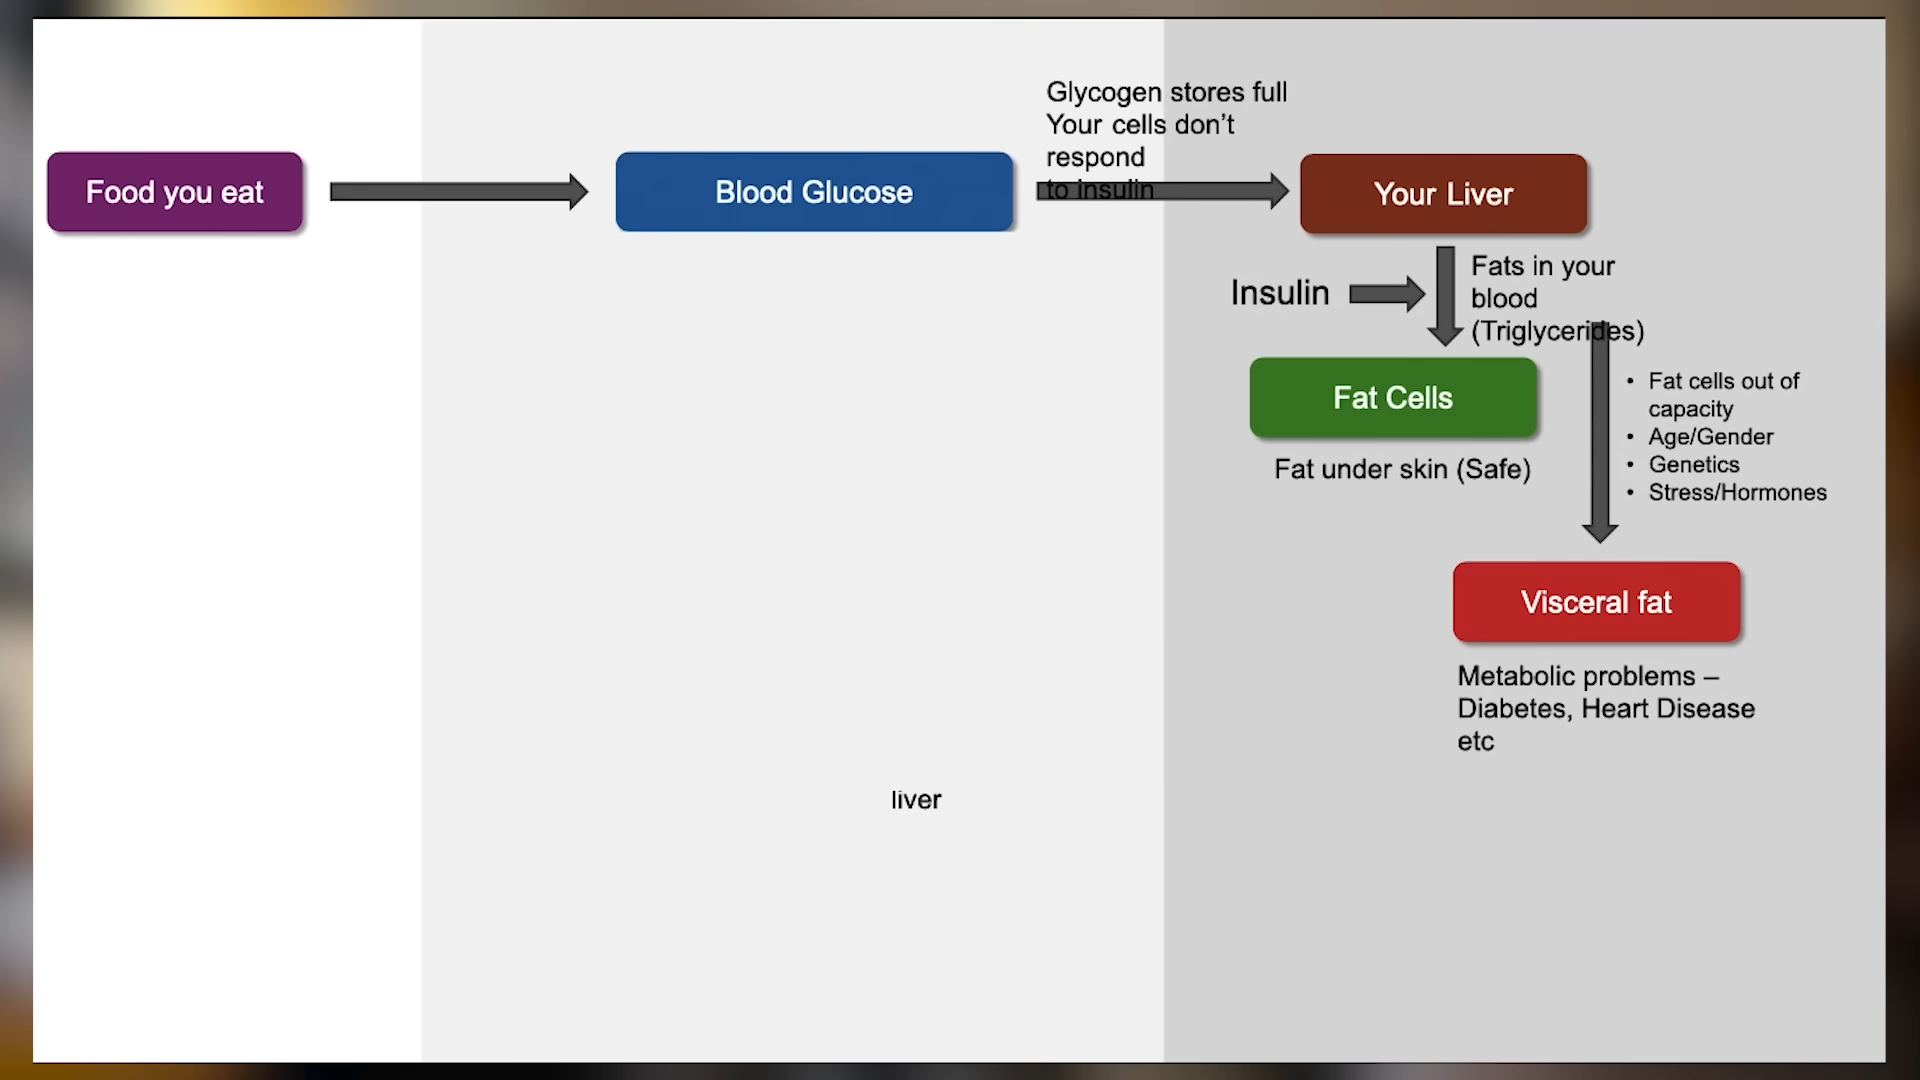 Glycogen stores full
Your cells don't
respond
to insulin
Food you eat
Blood Glucose
Your Liver
Insulin
Fats in your
blood
(Triglycerides)
Fat Cells
Fat under skin (Safe)
• Fat cells out of
capacity
• Age/Gender
• Genetics
• Stress/Hormones
Visceral fat
Metabolic problems –
Diabetes, Heart Disease
etc
liver